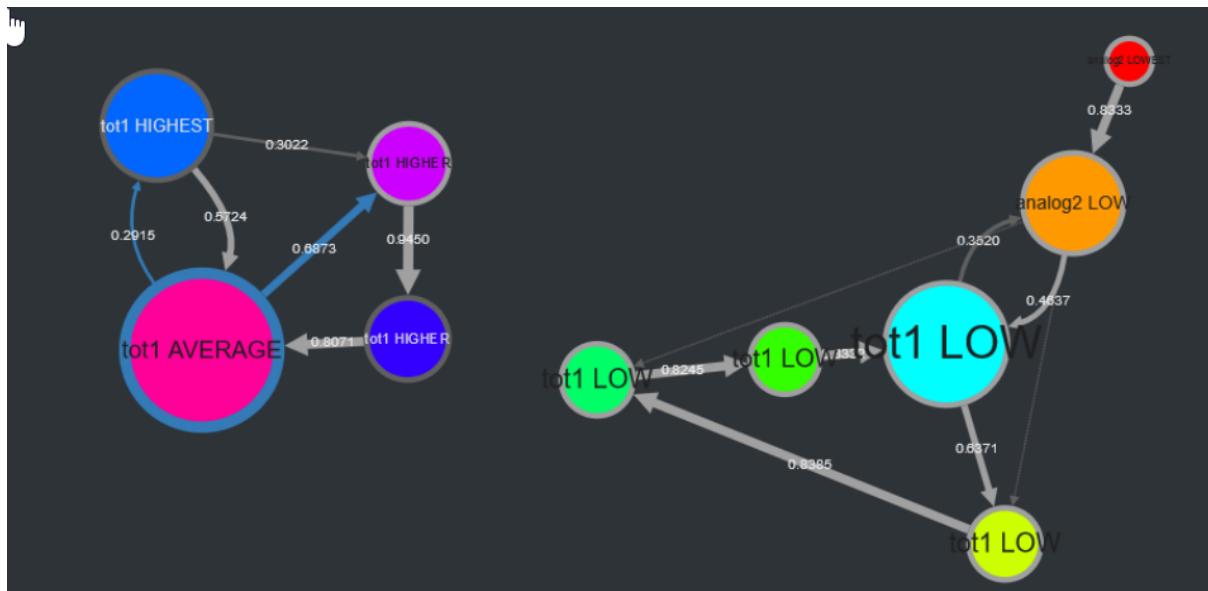 analog2 LOWEST
0.8333
tot1 HIGHEST
0.3022
tot1 HIGHER
analog2 LOW
0.5724
0.2915
0.6873
0.9450
0.3520
0.4637
tot1 AVERAGE
0.8071
tot1 HIGHER
tot1 LOW
0.8245
tot1 LOW
tot1 LOW
0.6371
0.8385
tot1 LOW